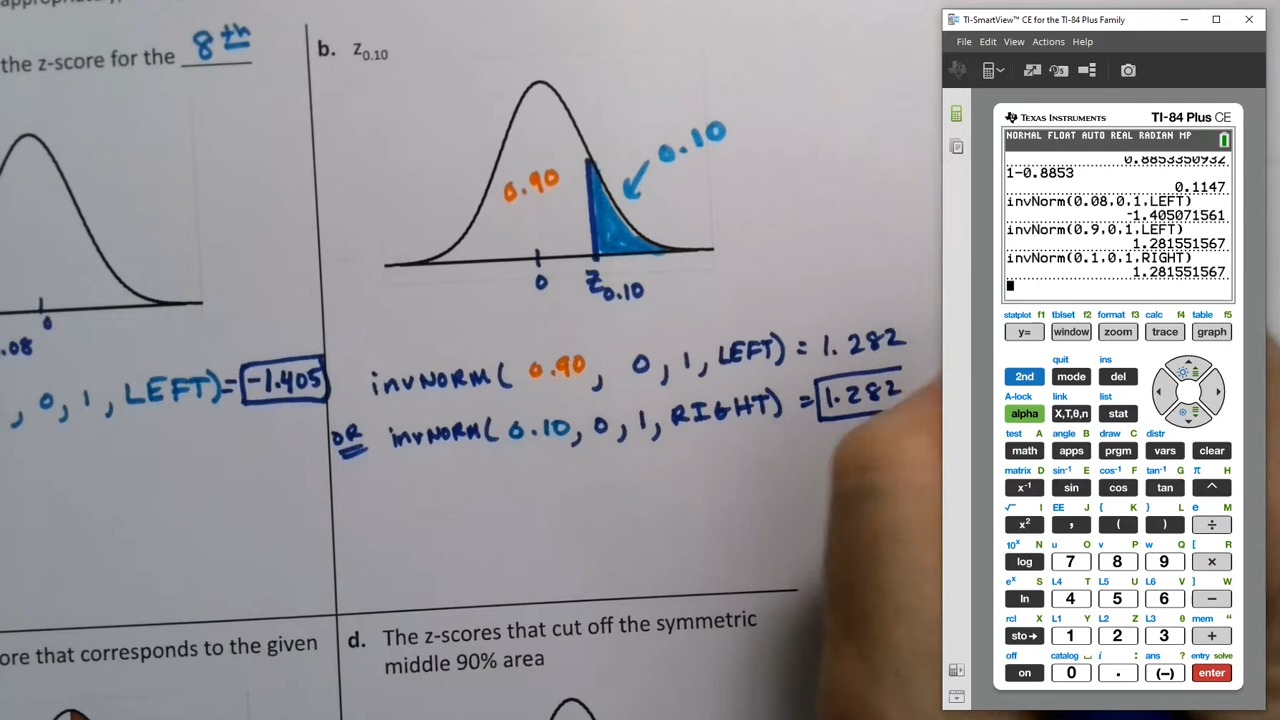 appropriately,
the z-score for the 8th
0
.08
, 0, 1, LEFT) = -1.405
ore that corresponds to the given
b. z0.10
0.90
0.10
0
Z0.10
invNORM( 0.90, 0, 1, LEFT) = 1.282
OR invNORM( 0.10, 0, 1, RIGHT) = 1.282
d. The z-scores that cut off the symmetric
middle 90% area
TI-SmartView™ CE for the TI-84 Plus Family
File Edit View Actions Help
TEXAS INSTRUMENTS TI-84 Plus CE
NORMAL FLOAT AUTO REAL RADIAN MP
0.8853350932
1-0.8853
0.1147
invNorm(0.08,0,1,LEFT)
-1.405071561
invNorm(0.9,0,1,LEFT)
1.281551567
invNorm(0.1,0,1,RIGHT)
1.281551567
statplot f1 tblset f2 format f3 calc f4 table f5
y= window zoom trace graph
quit ins
2nd mode del
A-lock link list
alpha X,T,θ,n stat
test A angle B draw C distr
math apps prgm vars clear
matrix D sin⁻¹ E cos⁻¹ F tan⁻¹ G π H
x⁻¹ sin cos tan ^
√ I EE J { K } L e M
x² , ( ) ÷
10ˣ N u O v P w Q [ R
log 7 8 9 ×
eˣ S L4 T L5 U L6 V ] W
ln 4 5 6 −
rcl X L1 Y L2 Z L3 θ mem "
sto→ 1 2 3 +
off catalog i : ans ? entry solve
on 0 . (−) enter